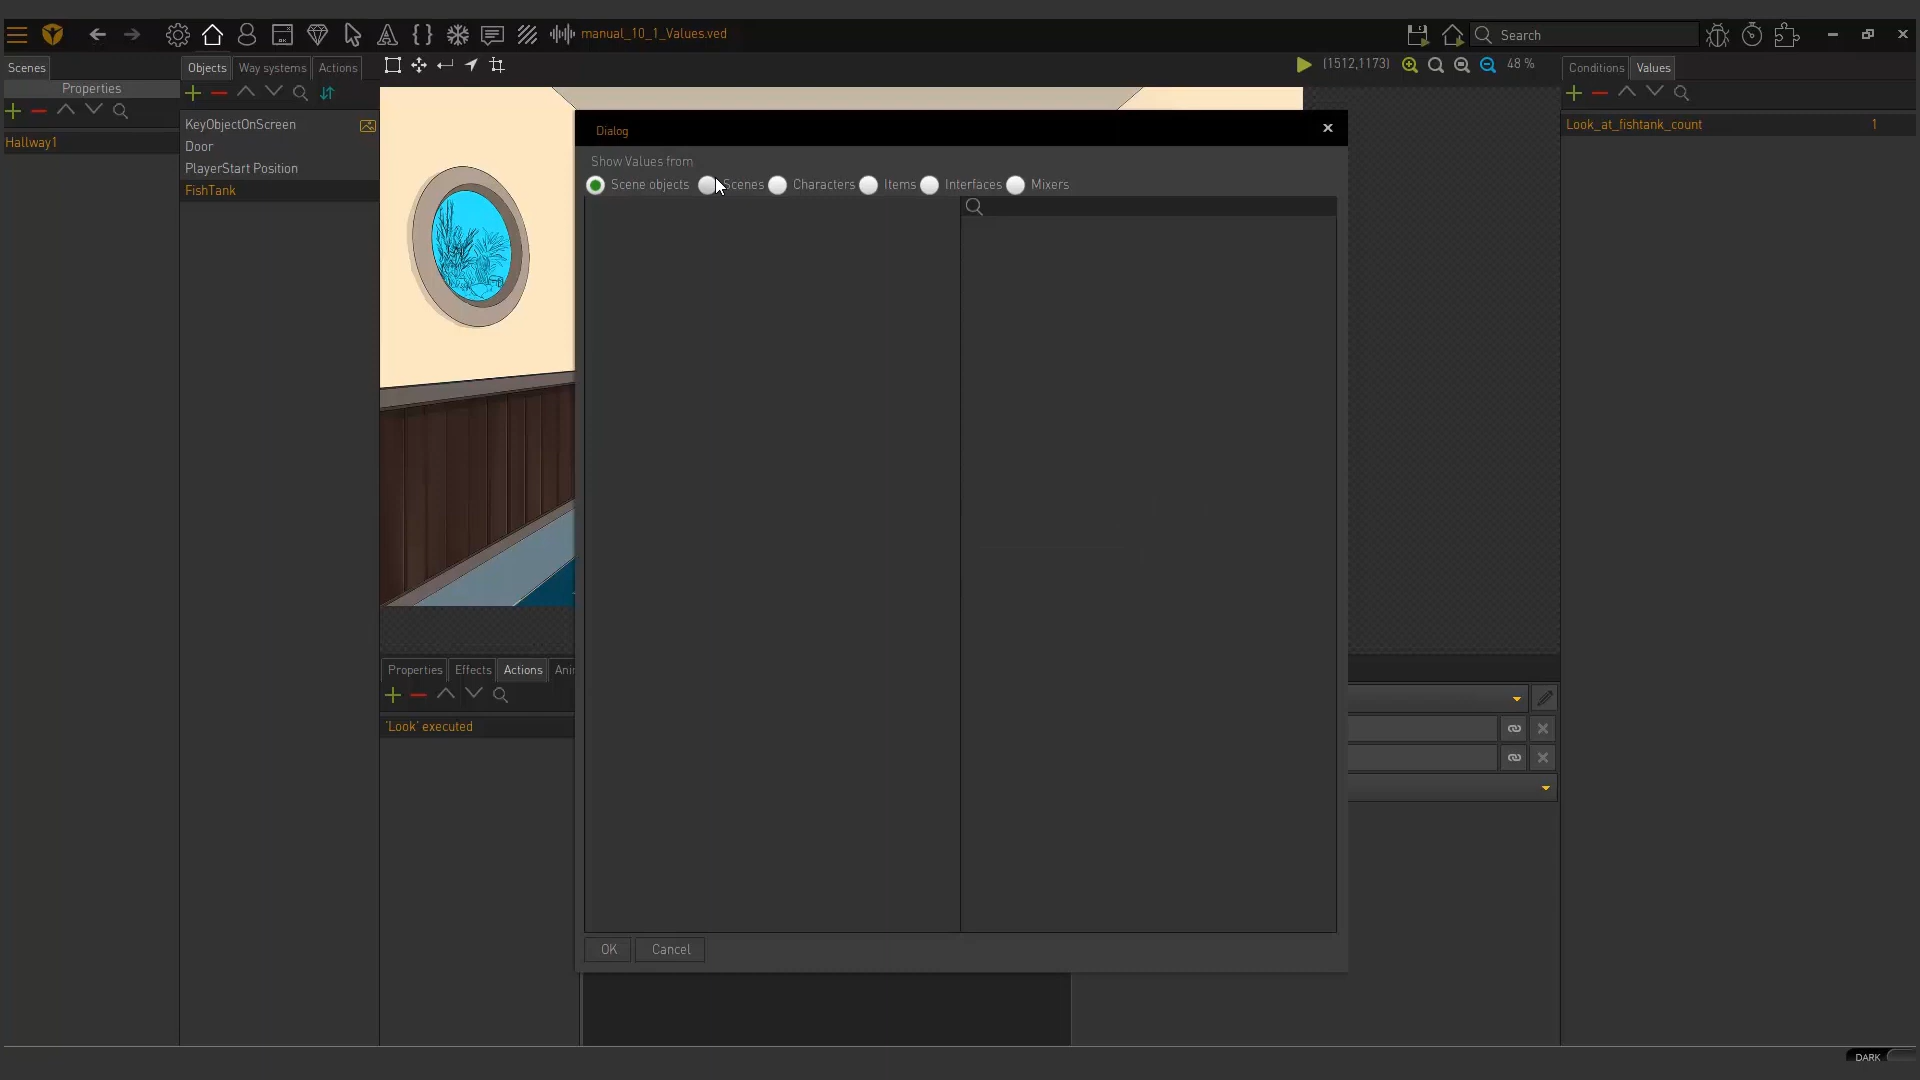 manual_10_1_Values.ved
Search
Scenes
Objects
Way systems
Actions
(1512,1173)
48 %
Conditions
Values
Properties
Hallway1
KeyObjectOnScreen
Door
PlayerStart Position
FishTank
Look_at_fishtank_count
1
Dialog
Show Values from
Scene objects
Scenes
Characters
Items
Interfaces
Mixers
OK
Cancel
Properties
Effects
Actions
'Look' executed
DARK